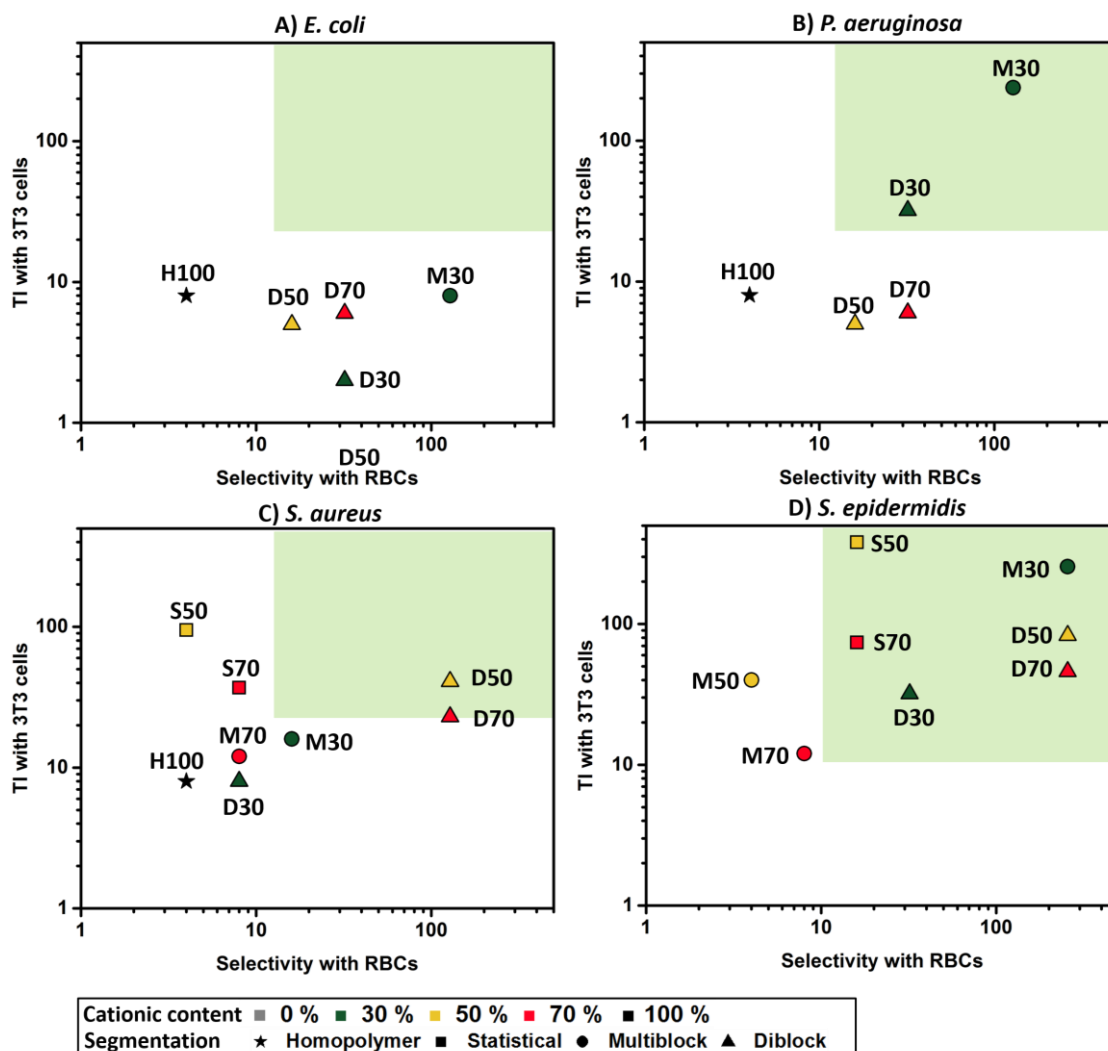 A) E. coli
TI with 3T3 cells
100
10
1
H100
D50
D70
M30
D30
1
10
100
D50
Selectivity with RBCs
B) P. aeruginosa
TI with 3T3 cells
100
10
1
M30
D30
H100
D50
D70
1
10
100
Selectivity with RBCs
C) S. aureus
TI with 3T3 cells
100
10
1
S50
S70
D50
D70
M70
M30
H100
D30
1
10
100
Selectivity with RBCs
D) S. epidermidis
TI with 3T3 cells
100
10
1
S50
M30
S70
D50
D70
M50
D30
M70
1
10
100
Selectivity with RBCs
Cationic content 0 % 30 % 50 % 70 % 100 %
Segmentation Homopolymer Statistical Multiblock Diblock